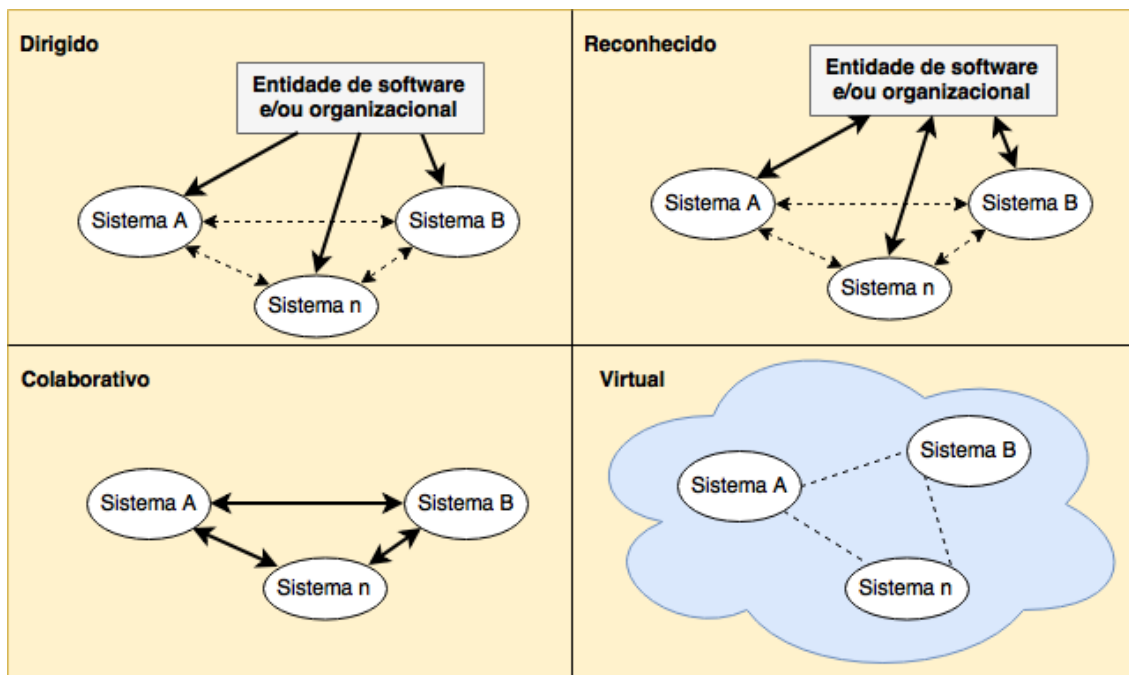 Dirigido
Entidade de software
e/ou organizacional
Sistema A
Sistema B
Sistema n
Reconhecido
Entidade de software
e/ou organizacional
Sistema A
Sistema B
Sistema n
Colaborativo
Sistema A
Sistema B
Sistema n
Virtual
Sistema B
Sistema A
Sistema n